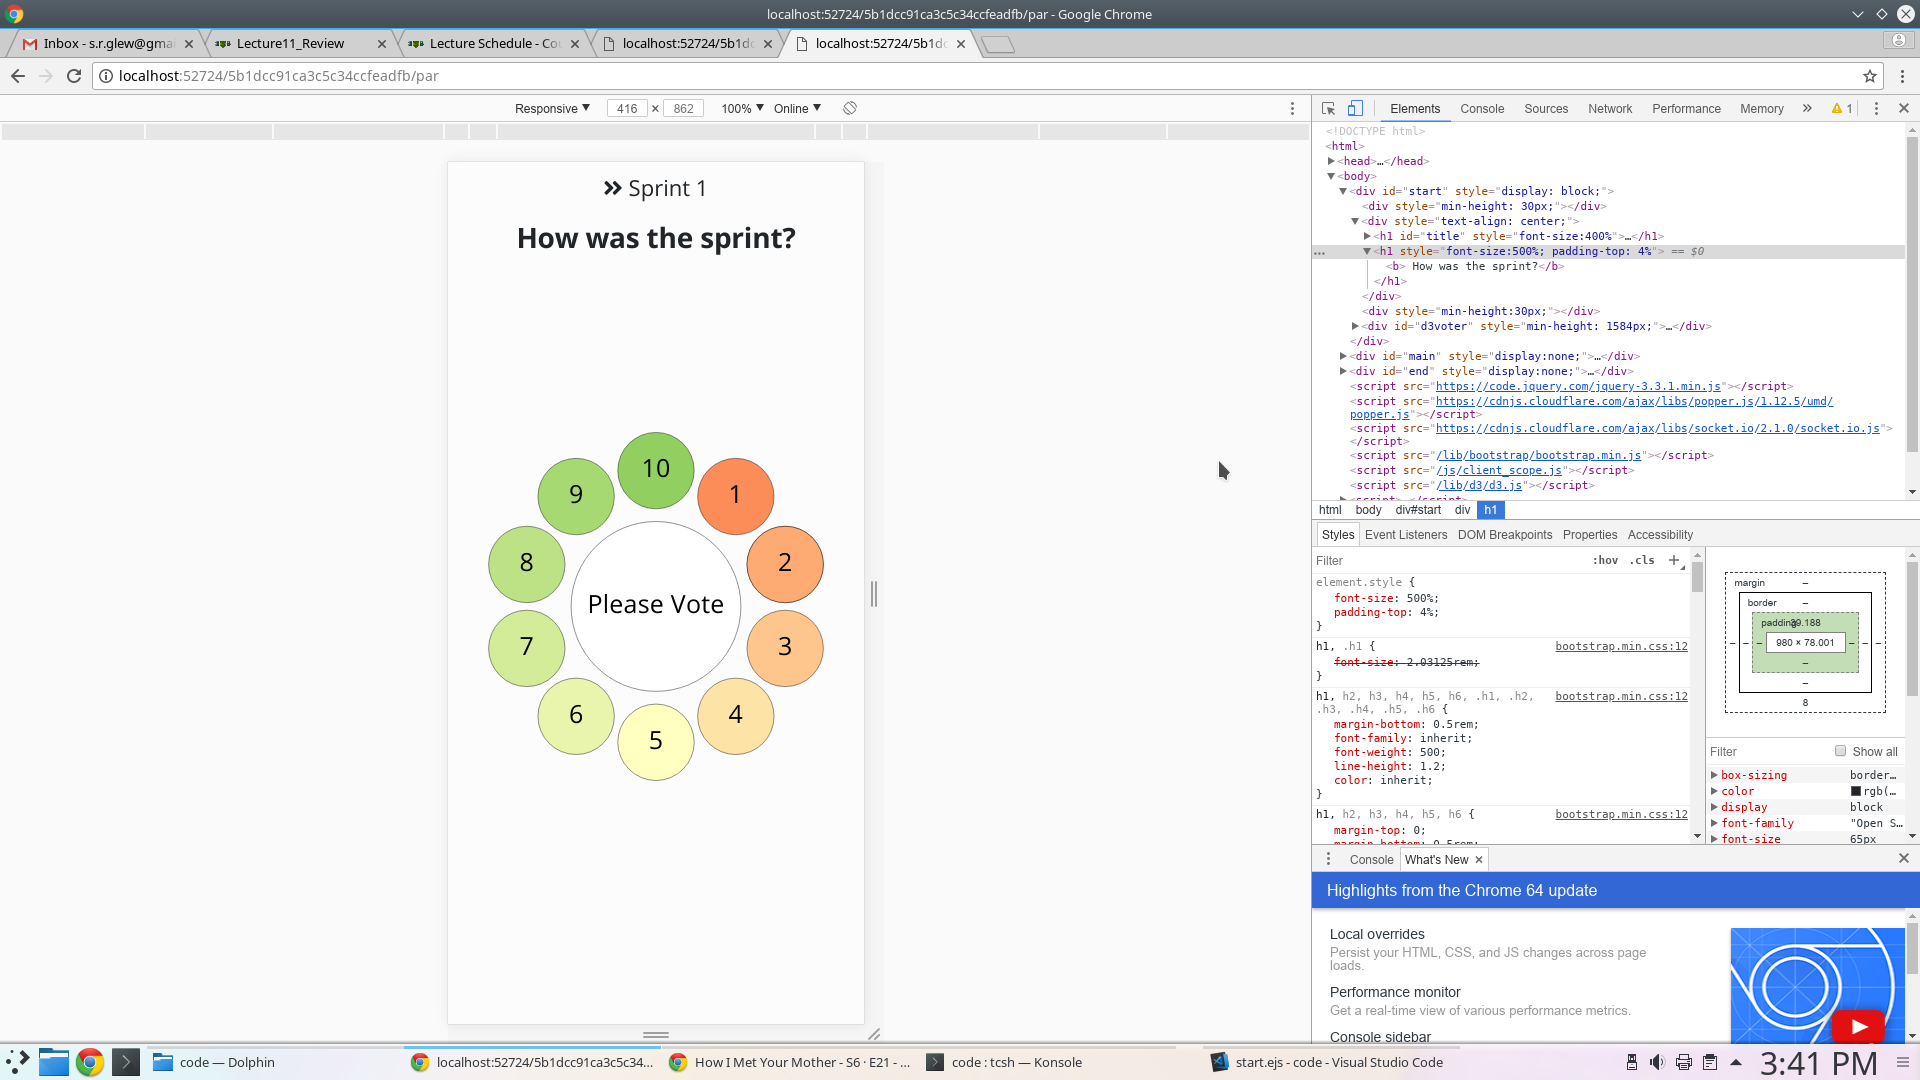 localhost:52724/5b1dcc91ca3c5c34ccfeadfb/par - Google Chrome
Inbox - s.r.glew@gma
Lecture11_Review
Lecture Schedule - Co
localhost:52724/5b1dc
localhost:52724/5b1dc
localhost:52724/5b1dcc91ca3c5c34ccfeadfb/par
Responsive ▼ 416 × 862 100% ▼ Online ▼
Sprint 1
How was the sprint?
10
9
1
8
2
Please Vote
7
3
6
4
5
Elements Console Sources Network Performance Memory » 1
<!DOCTYPE html>
<html>
<head>…</head>
<body>
<div id="start" style="display: block;">
<div style="min-height: 30px;"></div>
<div style="text-align: center;">
<h1 id="title" style="font-size:400%">…</h1>
… <h1 style="font-size:500%; padding-top: 4%"> == $0
<b> How was the sprint?</b>
</h1>
</div>
<div style="min-height:30px;"></div>
<div id="d3voter" style="min-height: 1584px;">…</div>
</div>
<div id="main" style="display:none;">…</div>
<div id="end" style="display:none;">…</div>
<script src="https://code.jquery.com/jquery-3.3.1.min.js"></script>
<script src="https://cdnjs.cloudflare.com/ajax/libs/popper.js/1.12.5/umd/
popper.js"></script>
<script src="https://cdnjs.cloudflare.com/ajax/libs/socket.io/2.1.0/socket.io.js">
</script>
<script src="/lib/bootstrap/bootstrap.min.js"></script>
<script src="/js/client_scope.js"></script>
<script src="/lib/d3/d3.js"></script>
html body div#start div h1
Styles Event Listeners DOM Breakpoints Properties Accessibility
Filter :hov .cls +
element.style {
font-size: 500%;
padding-top: 4%;
}
h1, .h1 { bootstrap.min.css:12
font-size: 2.03125rem;
}
h1, h2, h3, h4, h5, h6, .h1, .h2, bootstrap.min.css:12
.h3, .h4, .h5, .h6 {
margin-bottom: 0.5rem;
font-family: inherit;
font-weight: 500;
line-height: 1.2;
color: inherit;
}
h1, h2, h3, h4, h5, h6 { bootstrap.min.css:12
margin-top: 0;
margin –
border –
padding 39.188
– – – 980 × 78.001 – – –
–
–
8
Filter Show all
box-sizing border…
color rgb(…
display block
font-family "Open S…
font-size 65px
Console What's New ×
Highlights from the Chrome 64 update
Local overrides
Persist your HTML, CSS, and JS changes across page
loads.
Performance monitor
Get a real-time view of various performance metrics.
Console sidebar
code — Dolphin
localhost:52724/5b1dcc91ca3c5c34...
How I Met Your Mother - S6 · E21 - ...
code : tcsh — Konsole
start.ejs - code - Visual Studio Code
3:41 PM